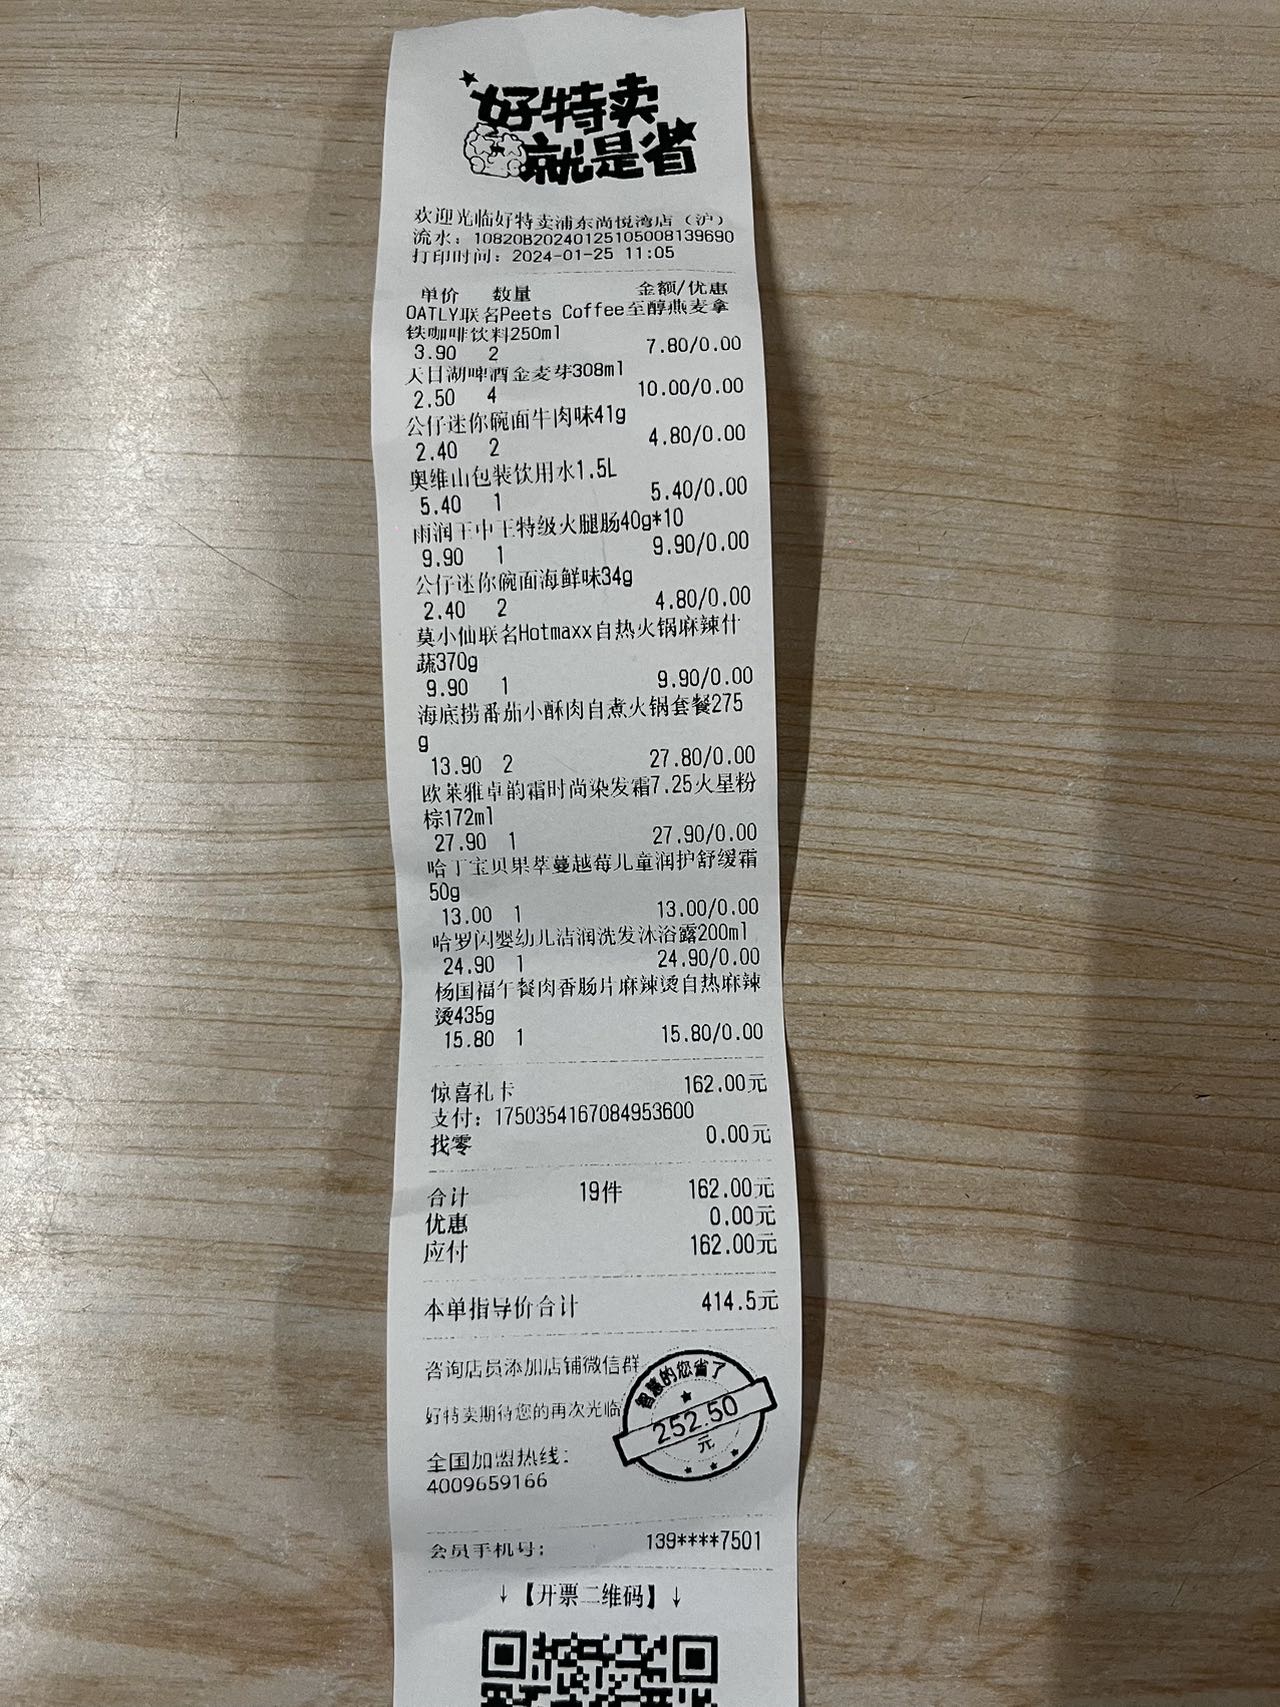 好特卖
就是省
欢迎光临好特卖浦东尚悦湾店（沪）
流水：10820B20240125105008139690
打印时间：2024-01-25 11:05
单价 数量 金额/优惠
OATLY联名Peets Coffee至醇燕麦拿
铁咖啡饮料250ml
3.90 2 7.80/0.00
天目湖啤酒金麦芽308ml
2.50 4 10.00/0.00
公仔迷你碗面牛肉味41g
2.40 2 4.80/0.00
奥维山包装饮用水1.5L
5.40 1 5.40/0.00
雨润王中王特级火腿肠40g*10
9.90 1 9.90/0.00
公仔迷你碗面海鲜味34g
2.40 2 4.80/0.00
莫小仙联名Hotmaxx自热火锅麻辣什
蔬370g
9.90 1 9.90/0.00
海底捞番茄小酥肉自煮火锅套餐275
g
13.90 2 27.80/0.00
欧莱雅卓韵霜时尚染发霜7.25火星粉
棕172ml
27.90 1 27.90/0.00
哈丁宝贝果萃蔓越莓儿童润护舒缓霜
50g
13.00 1 13.00/0.00
哈罗闪婴幼儿洁润洗发沐浴露200ml
24.90 1 24.90/0.00
杨国福午餐肉香肠片麻辣烫自热麻辣
烫435g
15.80 1 15.80/0.00
惊喜礼卡 162.00元
支付：1750354167084953600
找零 0.00元
合计 19件 162.00元
优惠 0.00元
应付 162.00元
本单指导价合计 414.5元
咨询店员添加店铺微信群
好特卖期待您的再次光临
智慧的您省了
252.50
元
全国加盟热线：
4009659166
会员手机号： 139****7501
↓【开票二维码】↓